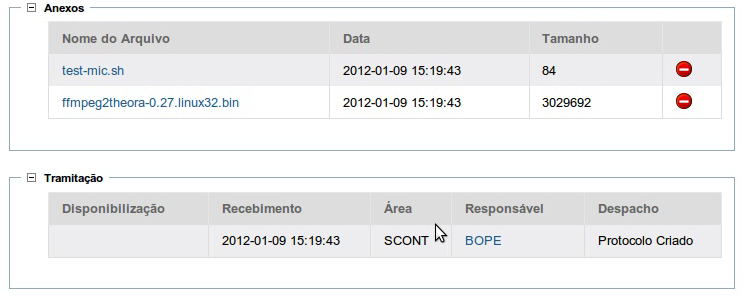 Anexos
Nome do Arquivo Data Tamanho
test-mic.sh 2012-01-09 15:19:43 84
ffmpeg2theora-0.27.linux32.bin 2012-01-09 15:19:43 3029692
Tramitação
Disponibilização Recebimento Área Responsável Despacho
2012-01-09 15:19:43 SCONT BOPE Protocolo Criado